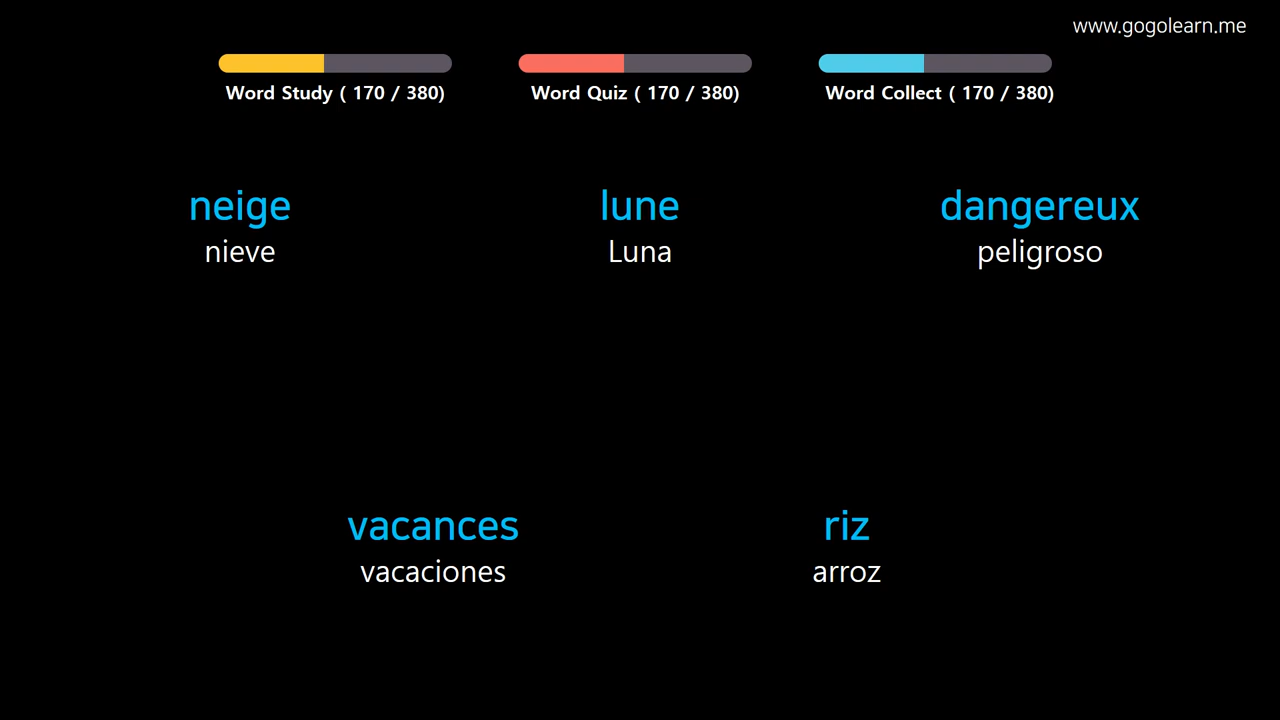 www.gogolearn.me
Word Study ( 170 / 380)
Word Quiz ( 170 / 380)
Word Collect ( 170 / 380)
neige
nieve
lune
Luna
dangereux
peligroso
vacances
vacaciones
riz
arroz